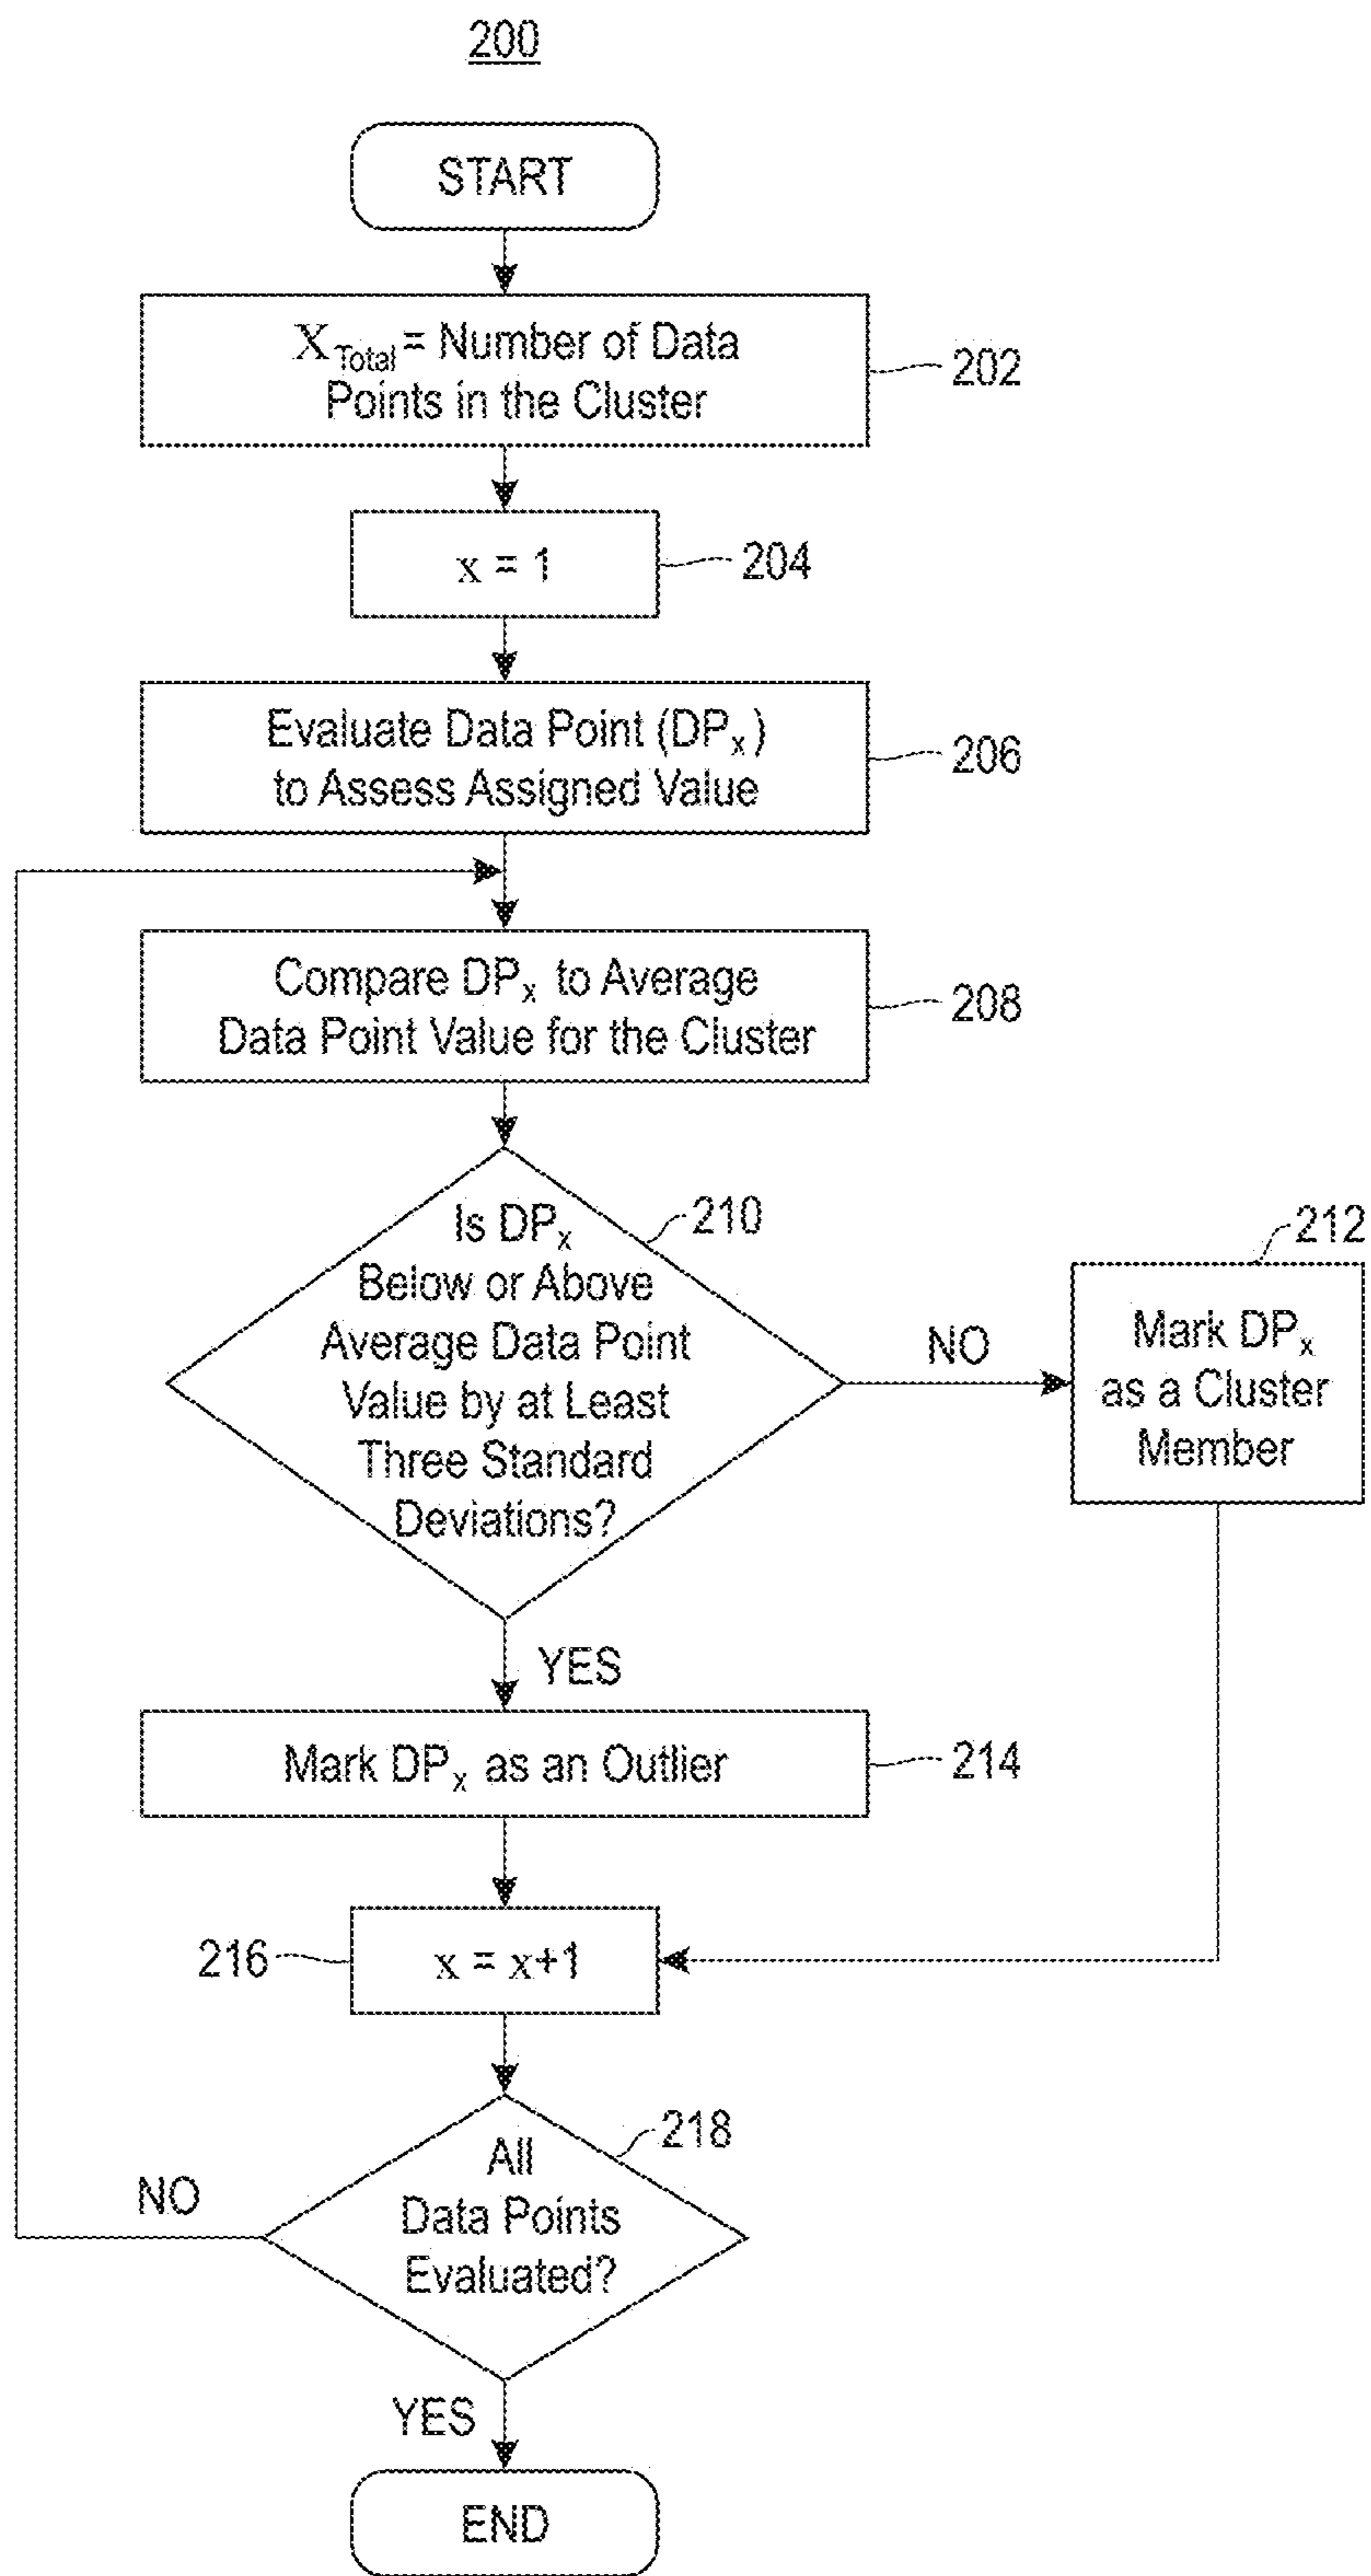 200
START
X_Total = Number of Data
Points in the Cluster
202
x = 1
204
Evaluate Data Point (DP_x)
to Assess Assigned Value
206
Compare DP_x to Average
Data Point Value for the Cluster
208
Is DP_x
Below or Above
Average Data Point
Value by at Least
Three Standard
Deviations?
210
NO
212
Mark DP_x
as a Cluster
Member
YES
Mark DP_x as an Outlier
214
216
x = x+1
218
All
Data Points
Evaluated?
NO
YES
END